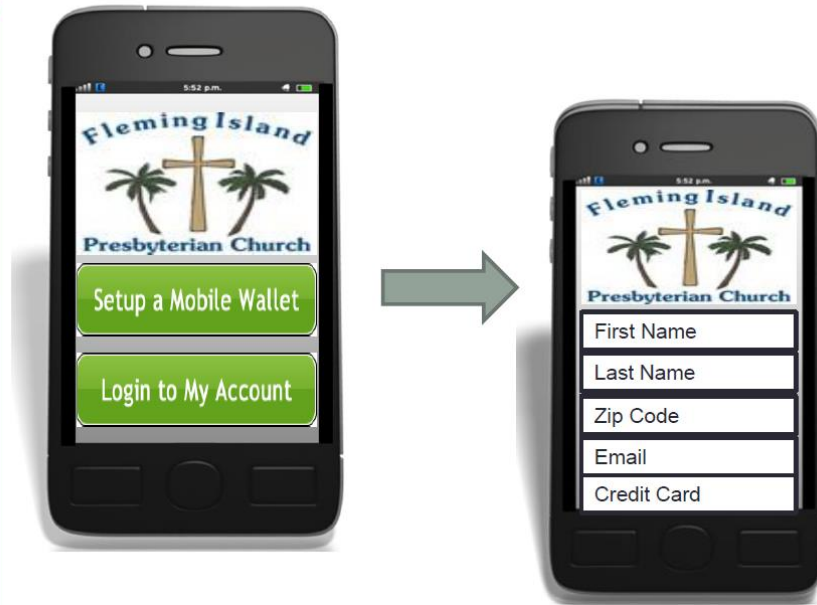 5:52 p.m.
Fleming Island
Presbyterian Church
Setup a Mobile Wallet
Login to My Account
5:52 p.m.
Fleming Island
Presbyterian Church
First Name
Last Name
Zip Code
Email
Credit Card